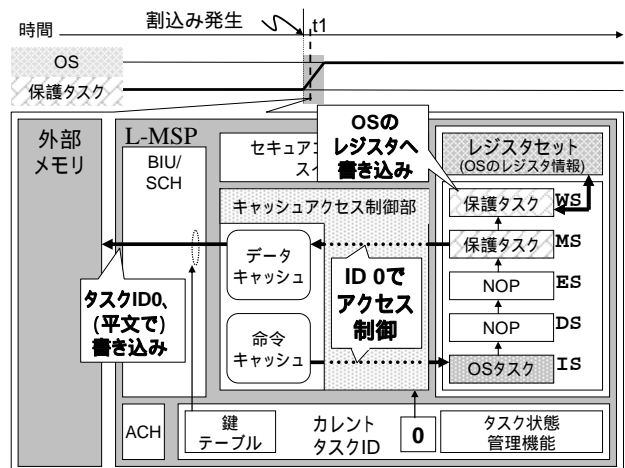 時間
割込み発生
t1
OS
保護タスク
外部
メモリ
L-MSP
BIU/
SCH
セキュアコ
スイ
OSの
レジスタへ
書き込み
レジスタセット
(OSのレジスタ情報)
キャッシュアクセス制御部
保護タスク
WS
データ
キャッシュ
保護タスク
MS
ID 0で
アクセス
制御
NOP
ES
タスクID0、
(平文で)
書き込み
命令
キャッシュ
NOP
DS
OSタスク
IS
ACH
鍵
テーブル
カレント
タスクID
0
タスク状態
管理機能